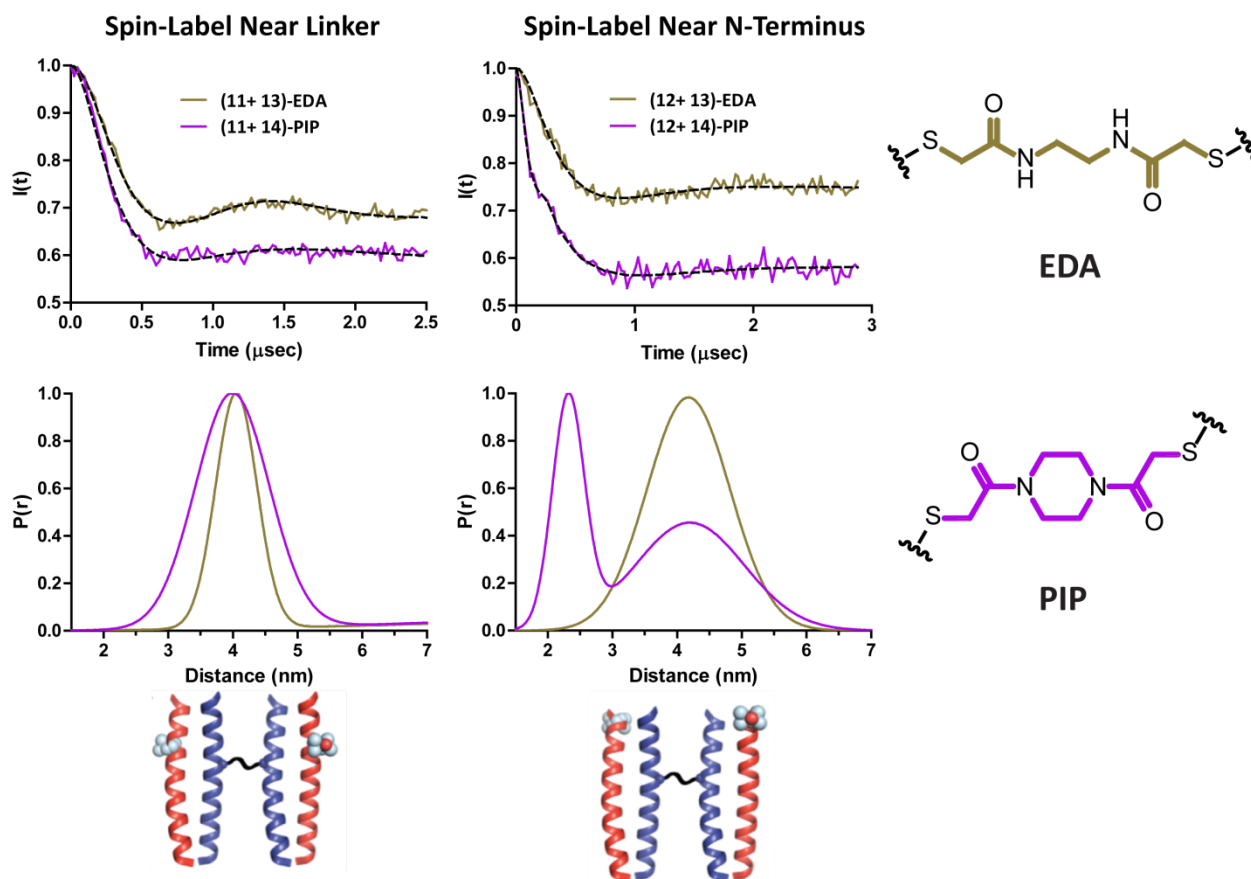 Spin-Label Near Linker
Spin-Label Near N-Terminus
1.0
0.9
0.8
0.7
0.6
0.5
I(t)
0.0
0.5
1.0
1.5
2.0
2.5
Time (μsec)
(11+ 13)-EDA
(11+ 14)-PIP
1.0
0.9
0.8
0.7
0.6
0.5
I(t)
0
1
2
3
Time (μsec)
(12+ 13)-EDA
(12+ 14)-PIP
O
S
N
H
H
N
O
S
EDA
1.0
0.8
0.6
0.4
0.2
0.0
P(r)
2
3
4
5
6
7
Distance (nm)
1.0
0.8
0.6
0.4
0.2
0.0
P(r)
2
3
4
5
6
7
Distance (nm)
S
O
N
N
S
O
PIP